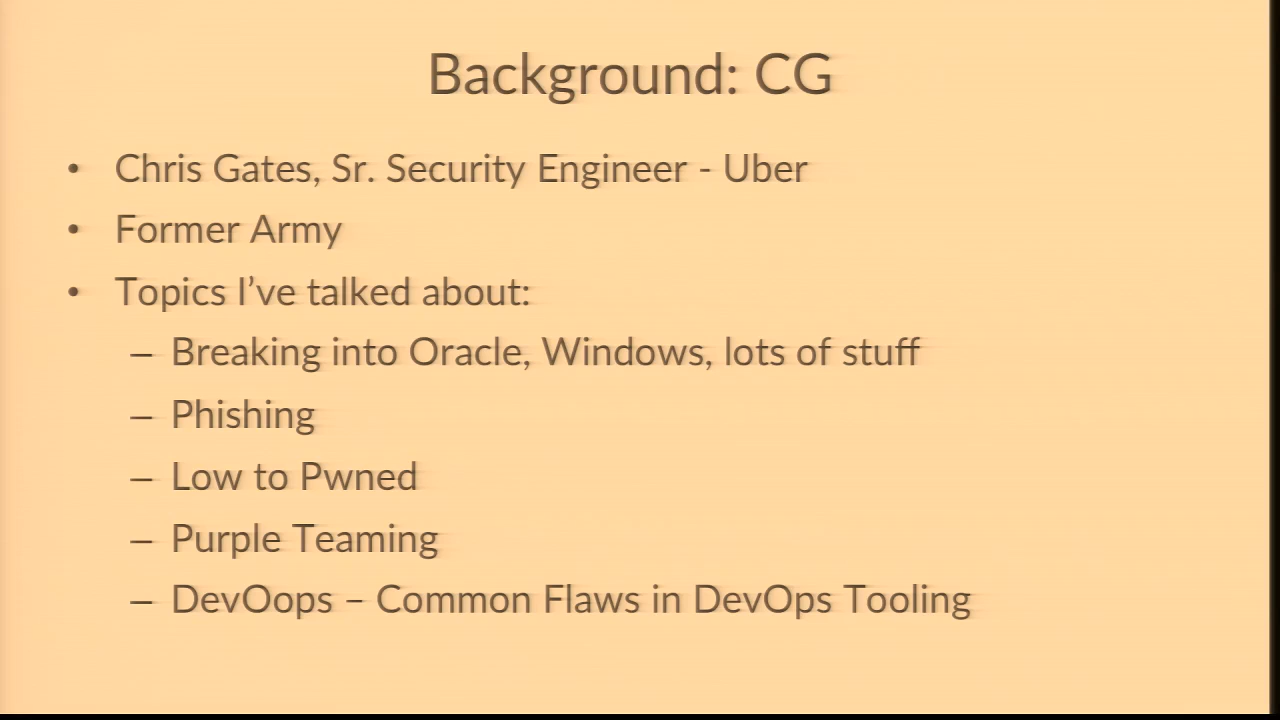 Background: CG
• Chris Gates, Sr. Security Engineer - Uber
• Former Army
• Topics I’ve talked about:
– Breaking into Oracle, Windows, lots of stuff
– Phishing
– Low to Pwned
– Purple Teaming
– DevOops – Common Flaws in DevOps Tooling